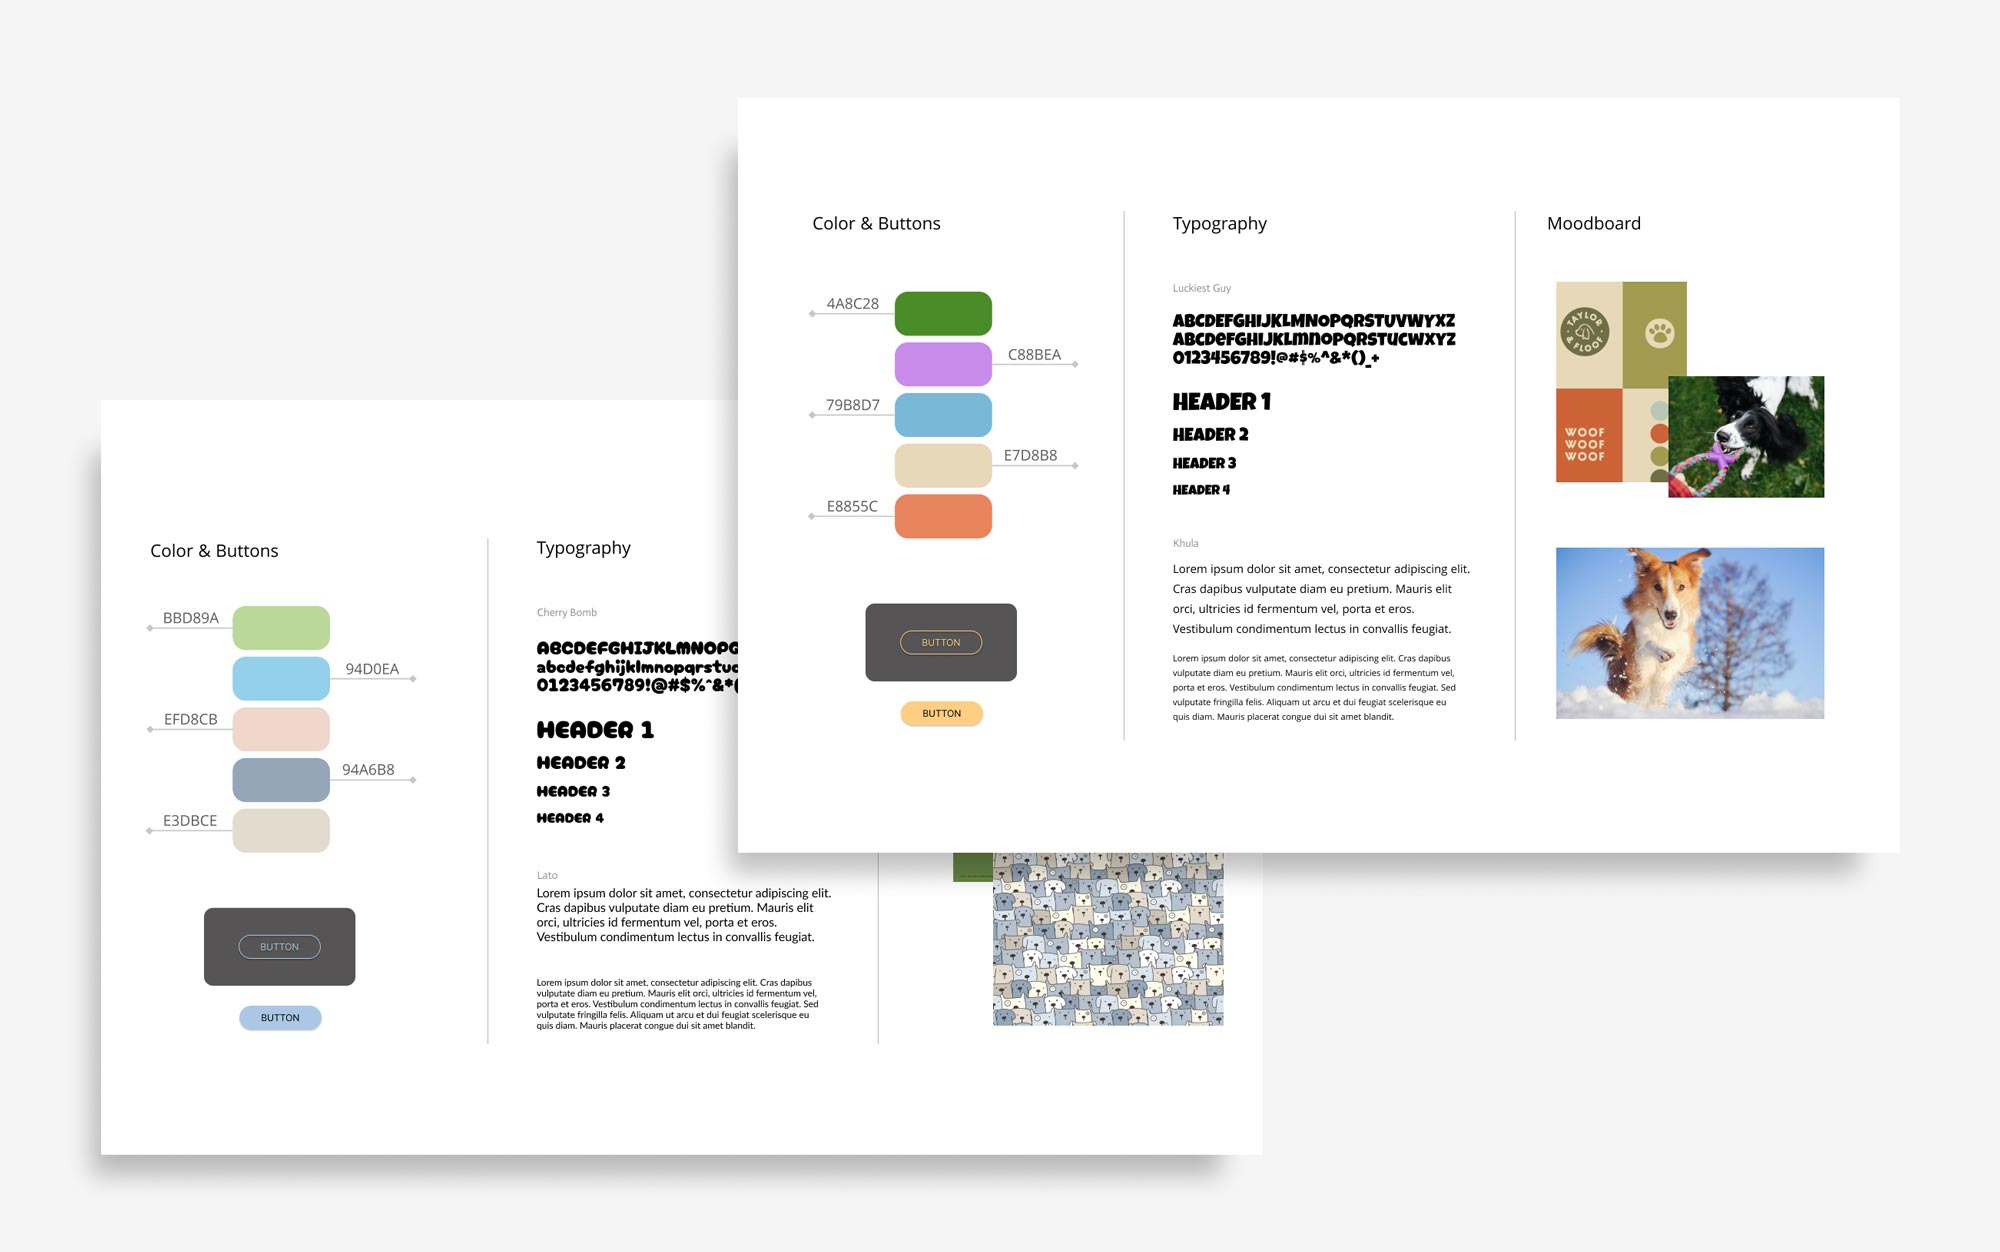 Color & Buttons
4A8C28
C88BEA
79B8D7
E7D8B8
E8855C
BUTTON
BUTTON
Typography
Luckiest Guy
ABCDEFGHIJKLMNOPQRSTUVWYXZ
ABCDeFGHIJKLmnOPQRSTuCWXYZ
0123456789!@#$%^&*()_+
HEADER 1
HEADER 2
HEADER 3
HEADER 4
Khula
Lorem ipsum dolor sit amet, consectetur adipiscing elit.
Cras dapibus vulputate diam eu pretium. Mauris elit
orci, ultricies id fermentum vel, porta et eros.
Vestibulum condimentum lectus in convallis feugiat.
Lorem ipsum dolor sit amet, consectetur adipiscing elit. Cras dapibus
vulputate diam eu pretium. Mauris elit orci, ultricies id fermentum vel,
porta et eros. Vestibulum condimentum lectus in convallis feugiat. Sed
vulputate fringilla felis. Aliquam ut arcu et dui feugiat scelerisque eu
quis diam. Mauris placerat congue dui sit amet blandit.
Moodboard
TAYLOR
& FLOOF
WOOF
WOOF
WOOF
Color & Buttons
BBD89A
94D0EA
EFD8CB
94A6B8
E3DBCE
BUTTON
BUTTON
Typography
Cherry Bomb
ABCDEFGHIJKLMNOPQ
abcdefghijklmnopqrstuc
0123456789!@#$%^&*(
HEADER 1
HEADER 2
HEADER 3
HEADER 4
Lato
Lorem ipsum dolor sit amet, consectetur adipiscing elit.
Cras dapibus vulputate diam eu pretium. Mauris elit
orci, ultricies id fermentum vel, porta et eros.
Vestibulum condimentum lectus in convallis feugiat.
Lorem ipsum dolor sit amet, consectetur adipiscing elit. Cras dapibus
vulputate diam eu pretium. Mauris elit orci, ultricies id fermentum vel,
porta et eros. Vestibulum condimentum lectus in convallis feugiat. Sed
vulputate fringilla felis. Aliquam ut arcu et dui feugiat scelerisque eu
quis diam. Mauris placerat congue dui sit amet blandit.